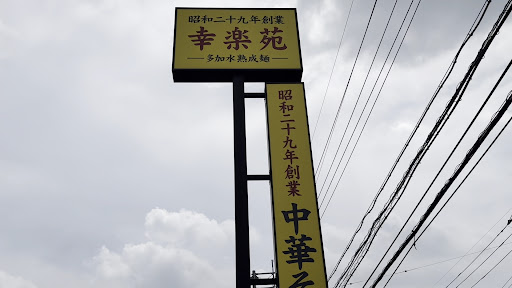 昭和二十九年創業
幸楽苑
多加水熟成麺
昭和二十九年創業
中華そ